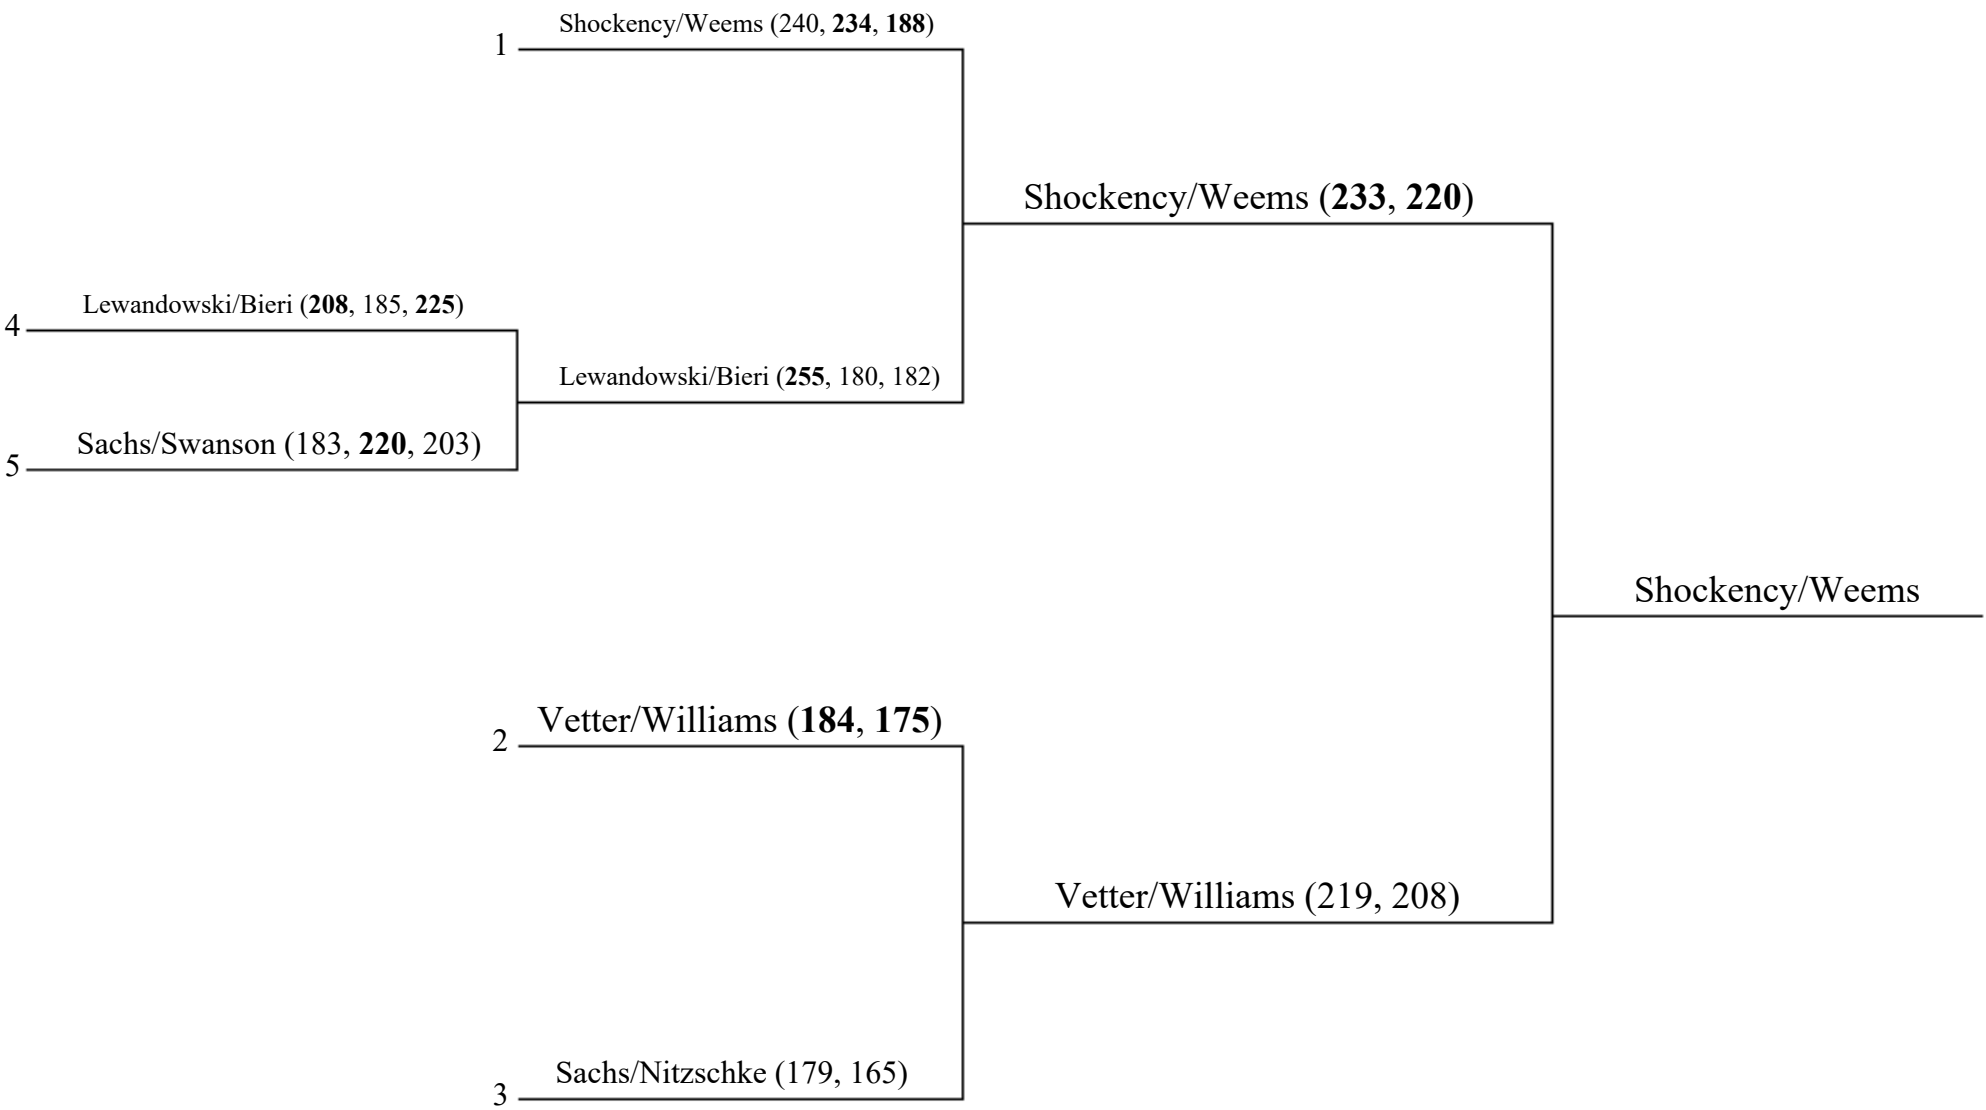 Shockency/Weems (240, 234, 188)
1
Shockency/Weems (233, 220)
Lewandowski/Bieri (208, 185, 225)
4
Lewandowski/Bieri (255, 180, 182)
Sachs/Swanson (183, 220, 203)
5
Shockency/Weems
Vetter/Williams (184, 175)
2
Vetter/Williams (219, 208)
Sachs/Nitzschke (179, 165)
3